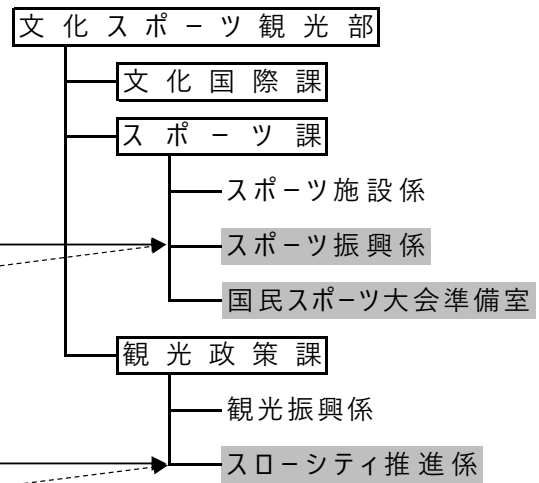 文化スポーツ観光部
文化国際課
スポーツ課
スポーツ施設係
スポーツ振興係
国民スポーツ大会準備室
観光政策課
観光振興係
スローシティ推進係